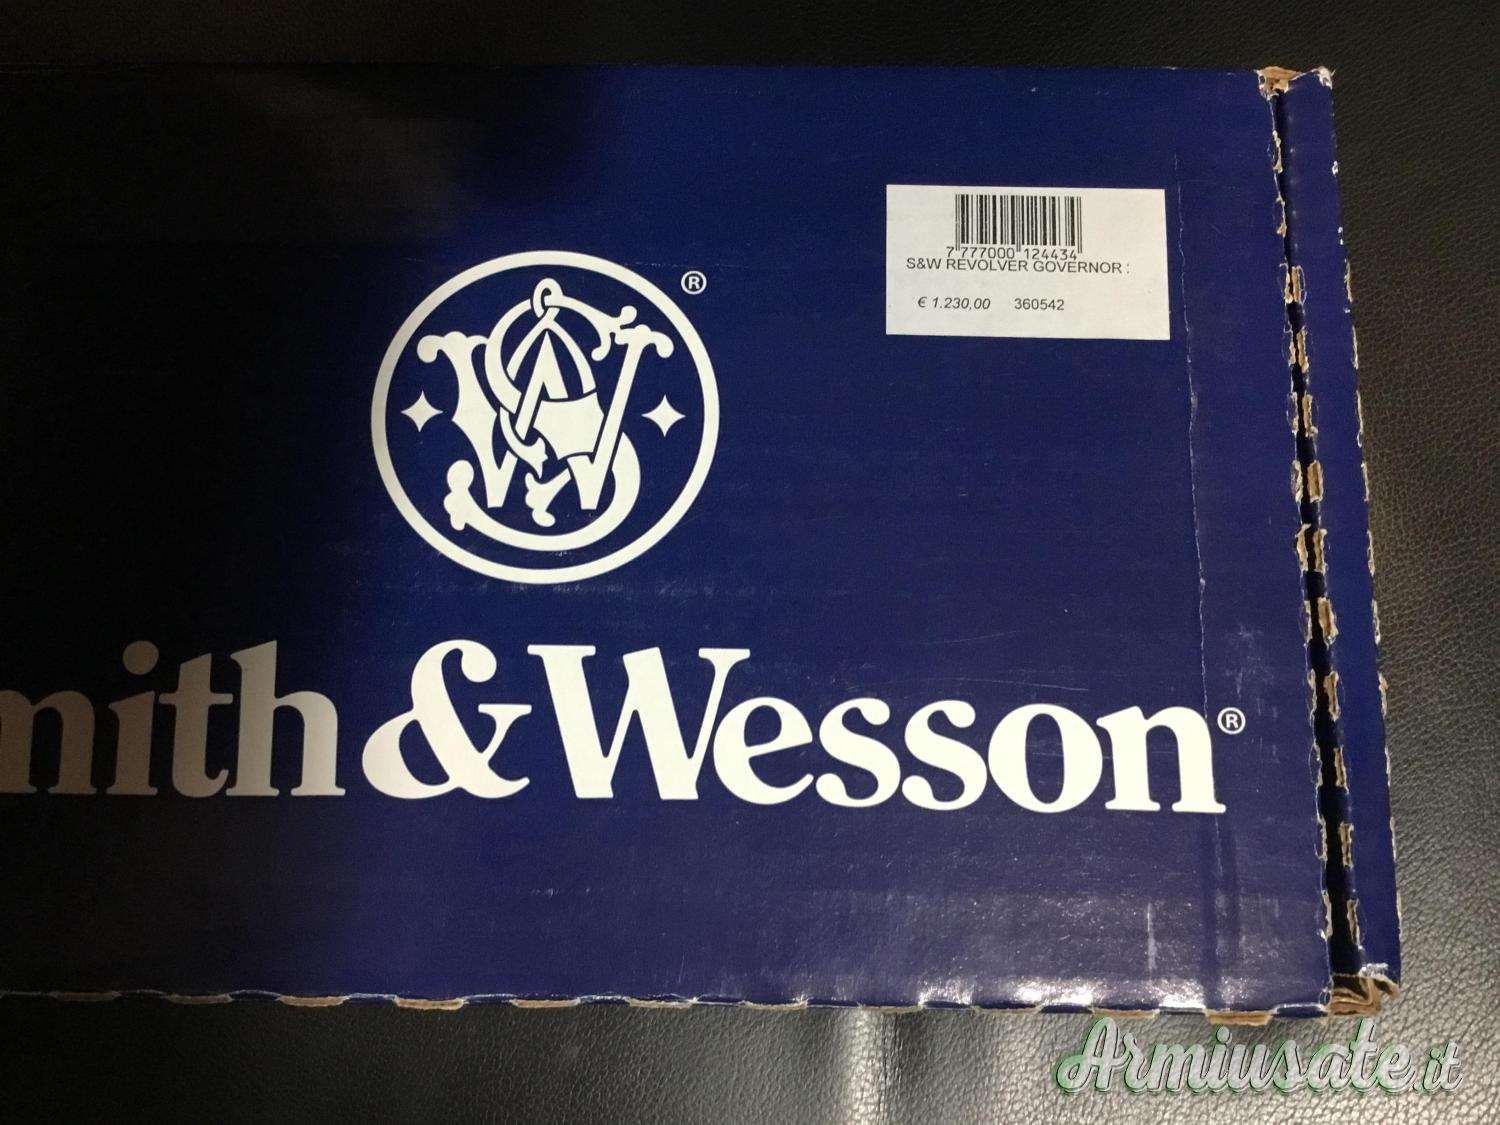 7 777000 124434
S&W REVOLVER GOVERNOR :
€ 1.230,00 360542
®
mith & Wesson®
Armiusate.it